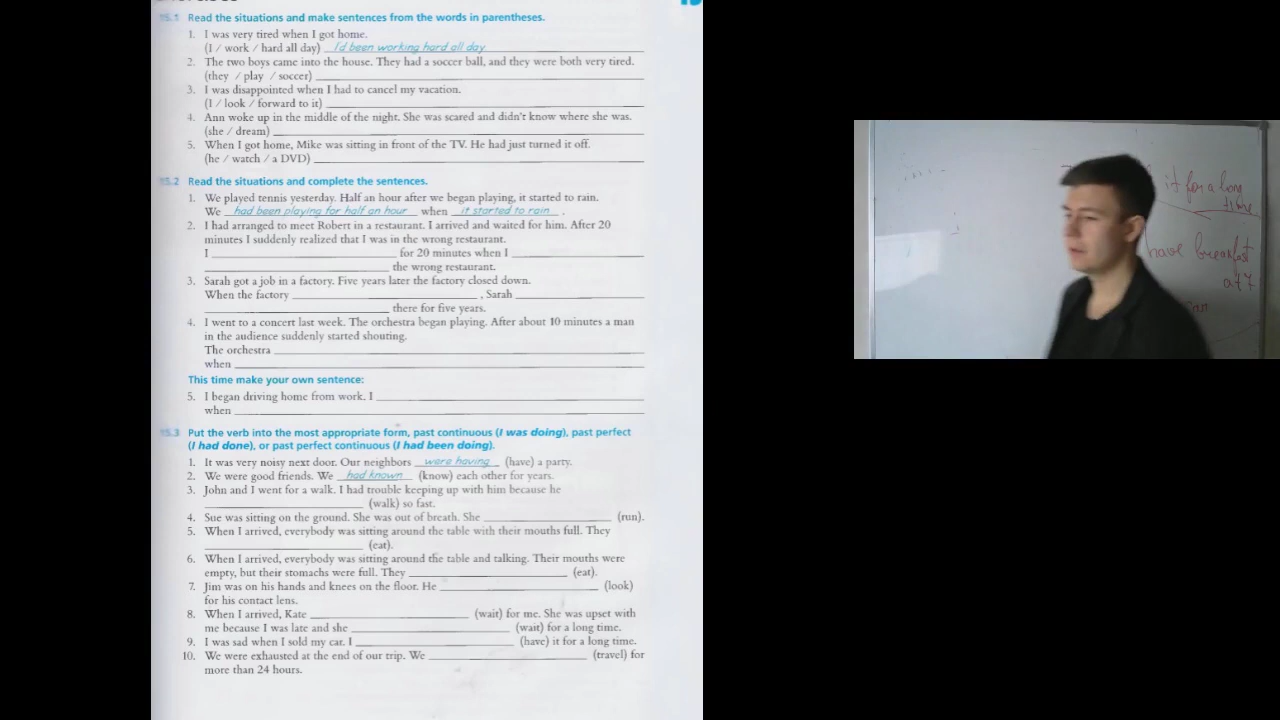 15.1 Read the situations and make sentences from the words in parentheses.
1. I was very tired when I got home.
(I / work / hard all day) I'd been working hard all day
2. The two boys came into the house. They had a soccer ball, and they were both very tired.
(they / play / soccer)
3. I was disappointed when I had to cancel my vacation.
(I / look / forward to it)
4. Ann woke up in the middle of the night. She was scared and didn't know where she was.
(she / dream)
5. When I got home, Mike was sitting in front of the TV. He had just turned it off.
(he / watch / a DVD)
15.2 Read the situations and complete the sentences.
1. We played tennis yesterday. Half an hour after we began playing, it started to rain.
We had been playing for half an hour when it started to rain .
2. I had arranged to meet Robert in a restaurant. I arrived and waited for him. After 20
minutes I suddenly realized that I was in the wrong restaurant.
I for 20 minutes when I
the wrong restaurant.
3. Sarah got a job in a factory. Five years later the factory closed down.
When the factory , Sarah
there for five years.
4. I went to a concert last week. The orchestra began playing. After about 10 minutes a man
in the audience suddenly started shouting.
The orchestra
when
This time make your own sentence:
5. I began driving home from work. I
when
15.3 Put the verb into the most appropriate form, past continuous (I was doing), past perfect
(I had done), or past perfect continuous (I had been doing).
1. It was very noisy next door. Our neighbors were having (have) a party.
2. We were good friends. We had known (know) each other for years.
3. John and I went for a walk. I had trouble keeping up with him because he
(walk) so fast.
4. Sue was sitting on the ground. She was out of breath. She (run).
5. When I arrived, everybody was sitting around the table with their mouths full. They
(eat).
6. When I arrived, everybody was sitting around the table and talking. Their mouths were
empty, but their stomachs were full. They (eat).
7. Jim was on his hands and knees on the floor. He (look)
for his contact lens.
8. When I arrived, Kate (wait) for me. She was upset with
me because I was late and she (wait) for a long time.
9. I was sad when I sold my car. I (have) it for a long time.
10. We were exhausted at the end of our trip. We (travel) for
more than 24 hours.
it for a long
time
have breakfast
at 7